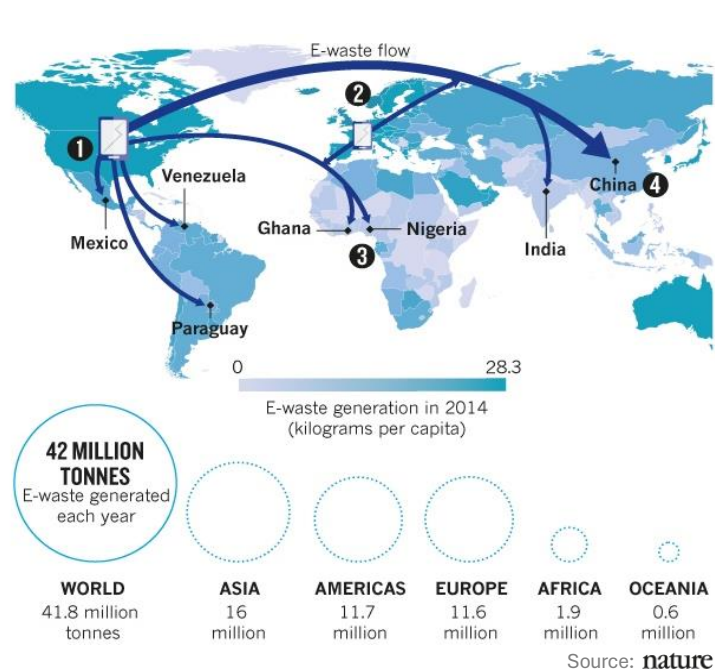 E-waste flow
2
1
Venezuela
China 4
Mexico
Ghana
Nigeria
India
3
Paraguay
0
28.3
E-waste generation in 2014
(kilograms per capita)
42 MILLION
TONNES
E-waste generated
each year
WORLD
41.8 million
tonnes
ASIA
16
million
AMERICAS
11.7
million
EUROPE
11.6
million
AFRICA
1.9
million
OCEANIA
0.6
million
Source: nature